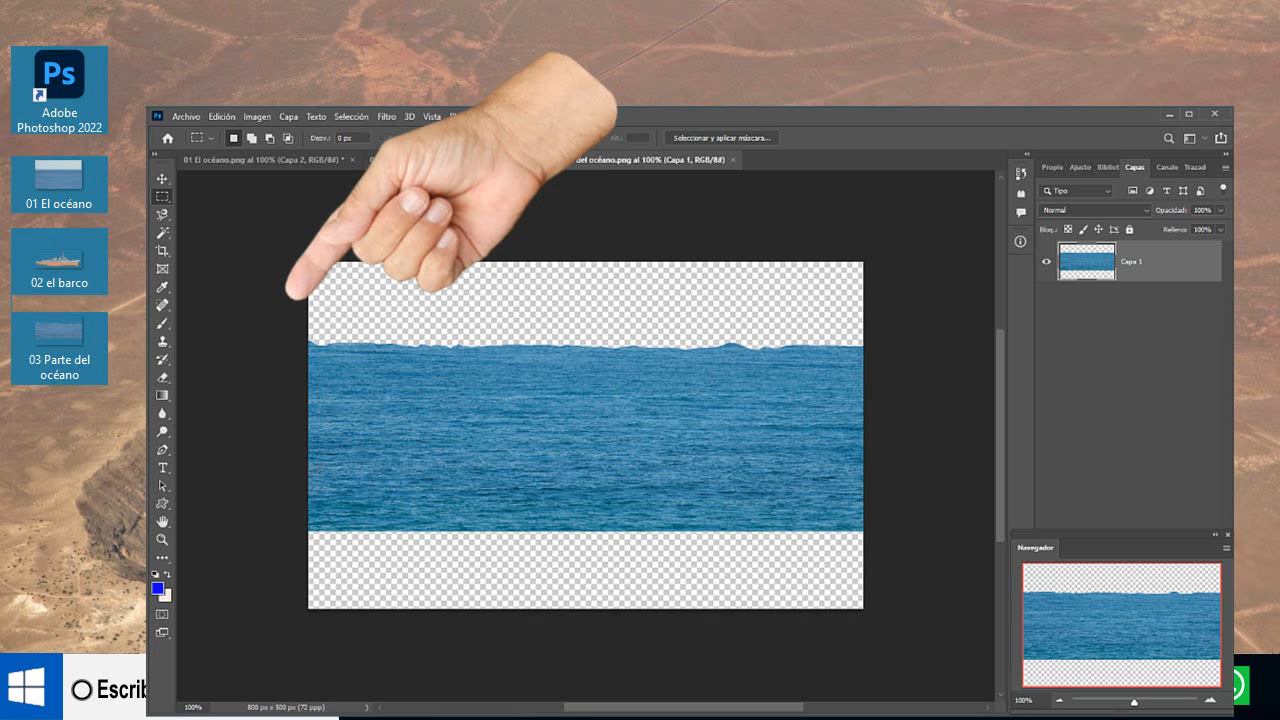 Ps
Adobe
Photoshop 2022
01 El océano
02 el barco
03 Parte del
océano
Escrib
Ps
Archivo Edición Imagen Capa Texto Selección Filtro 3D Vista
Desv.: 0 px
Alt.:
Seleccionar y aplicar máscara...
01 El océano.png al 100% (Capa 2, RGB/8#) *
del océano.png al 100% (Capa 1, RGB/8#)
Propie Ajuste Bibliot Capas Canale Trazad
Tipo
Normal Opacidad: 100%
Bloq.: Relleno: 100%
Capa 1
Navegador
100%
100% 800 px x 500 px (72 ppp)